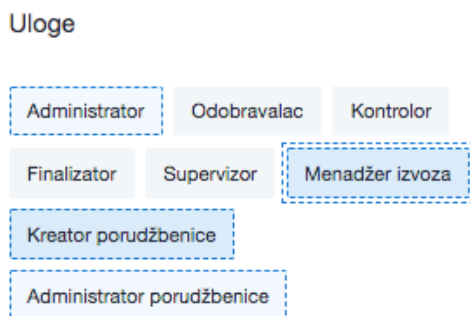 Uloge
Administrator Odobravalac Kontrolor
Finalizator Supervizor Menadžer izvoza
Kreator porudžbenice
Administrator porudžbenice